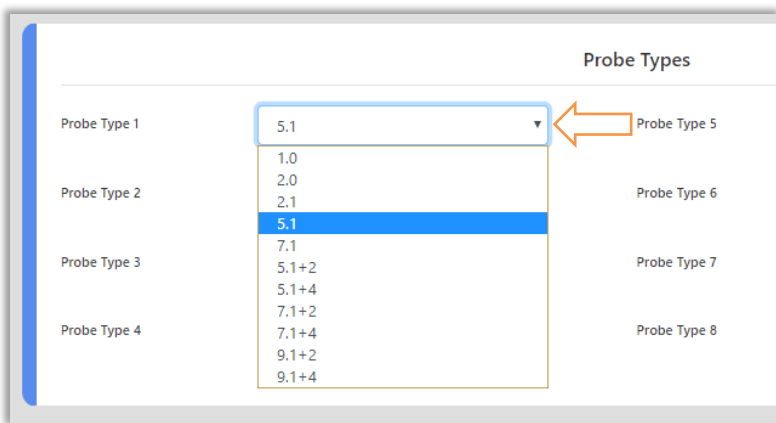 Probe Types
Probe Type 1
5.1
Probe Type 5
1.0
2.0
2.1
5.1
7.1
5.1+2
5.1+4
7.1+2
7.1+4
9.1+2
9.1+4
Probe Type 2
Probe Type 6
Probe Type 3
Probe Type 7
Probe Type 4
Probe Type 8